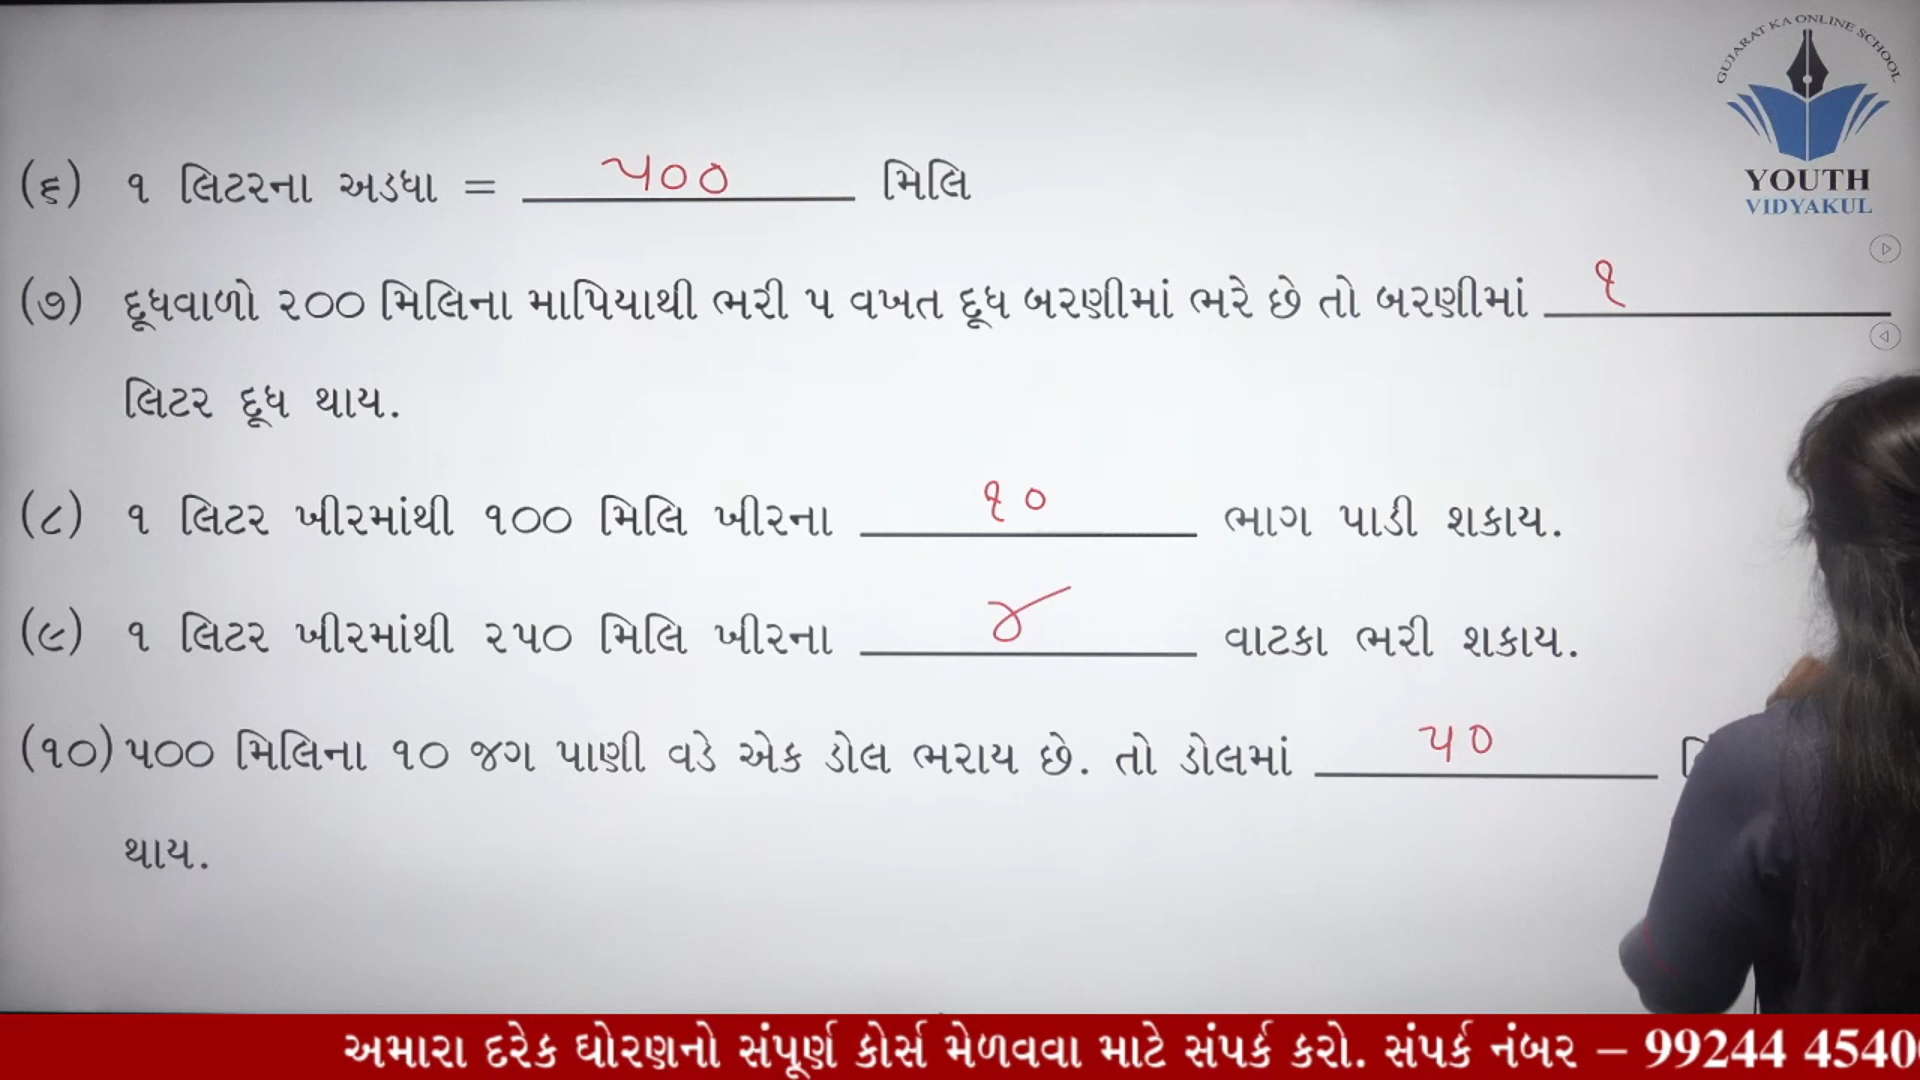 GUJARAT KA ONLINE SCHOOL
YOUTH
VIDYAKUL
(૬) ૧ લિટરના અડધા = ૫૦૦ મિલિ
(૭) દૂધવાળો ૨૦૦ મિલિના માપિયાથી ભરી ૫ વખત દૂધ બરણીમાં ભરે છે તો બરણીમાં ૧
લિટર દૂધ થાય.
(૮) ૧ લિટર ખીરમાંથી ૧૦૦ મિલિ ખીરના ૧૦ ભાગ પાડી શકાય.
(૯) ૧ લિટર ખીરમાંથી ૨૫૦ મિલિ ખીરના ૪ વાટકા ભરી શકાય.
(૧૦) ૫૦૦ મિલિના ૧૦ જગ પાણી વડે એક ડોલ ભરાય છે. તો ડોલમાં ૫૦
થાય.
અમારા દરેક ધોરણનો સંપૂર્ણ કોર્સ મેળવવા માટે સંપર્ક કરો. સંપર્ક નંબર – 99244 4540